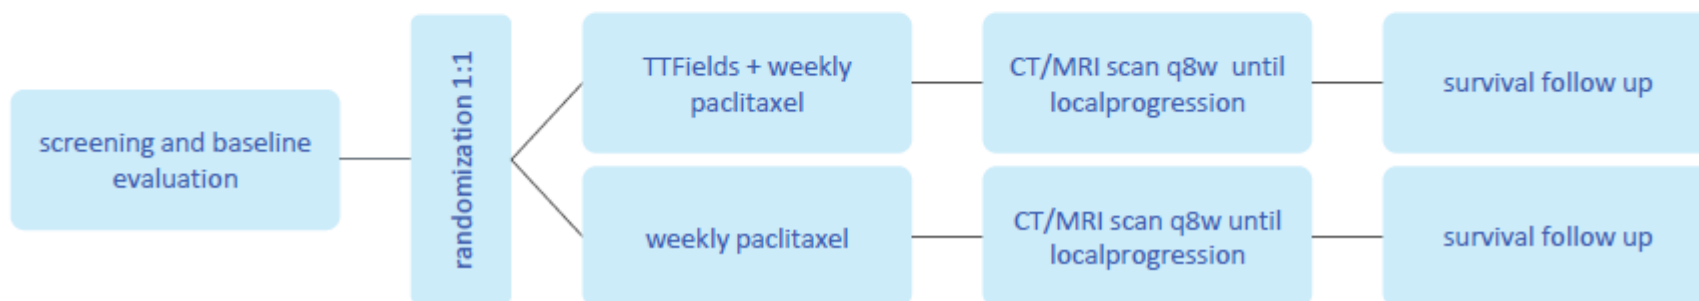 screening and baseline
evaluation
randomization 1:1
TTFields + weekly
paclitaxel
CT/MRI scan q8w until
localprogression
survival follow up
weekly paclitaxel
CT/MRI scan q8w until
localprogression
survival follow up